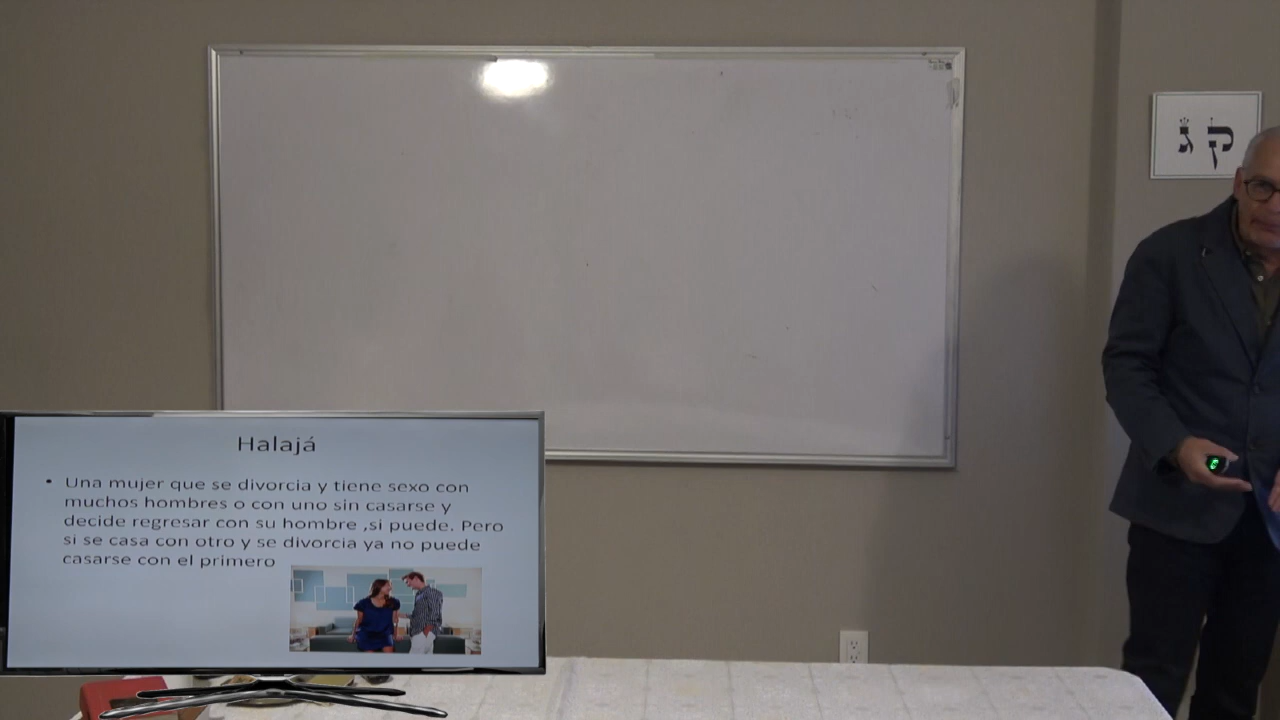 ק ג
Halajá
• Una mujer que se divorcia y tiene sexo con
muchos hombres o con uno sin casarse y
decide regresar con su hombre ,si puede. Pero
si se casa con otro y se divorcia ya no puede
casarse con el primero